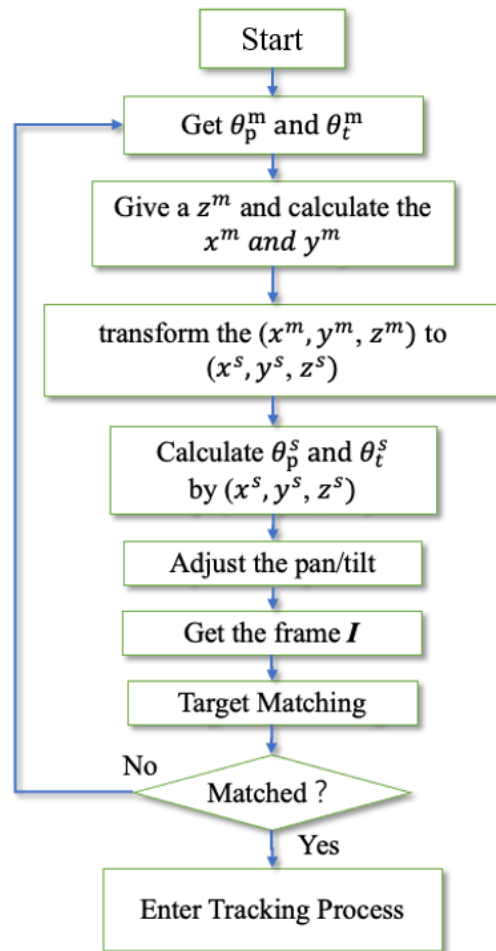 Start
Get θₚᵐ and θₜᵐ
Give a zᵐ and calculate the
xᵐ and yᵐ
transform the (xᵐ, yᵐ, zᵐ) to
(xˢ, yˢ, zˢ)
Calculate θₚˢ and θₜˢ
by (xˢ, yˢ, zˢ)
Adjust the pan/tilt
Get the frame I
Target Matching
No
Matched？
Yes
Enter Tracking Process